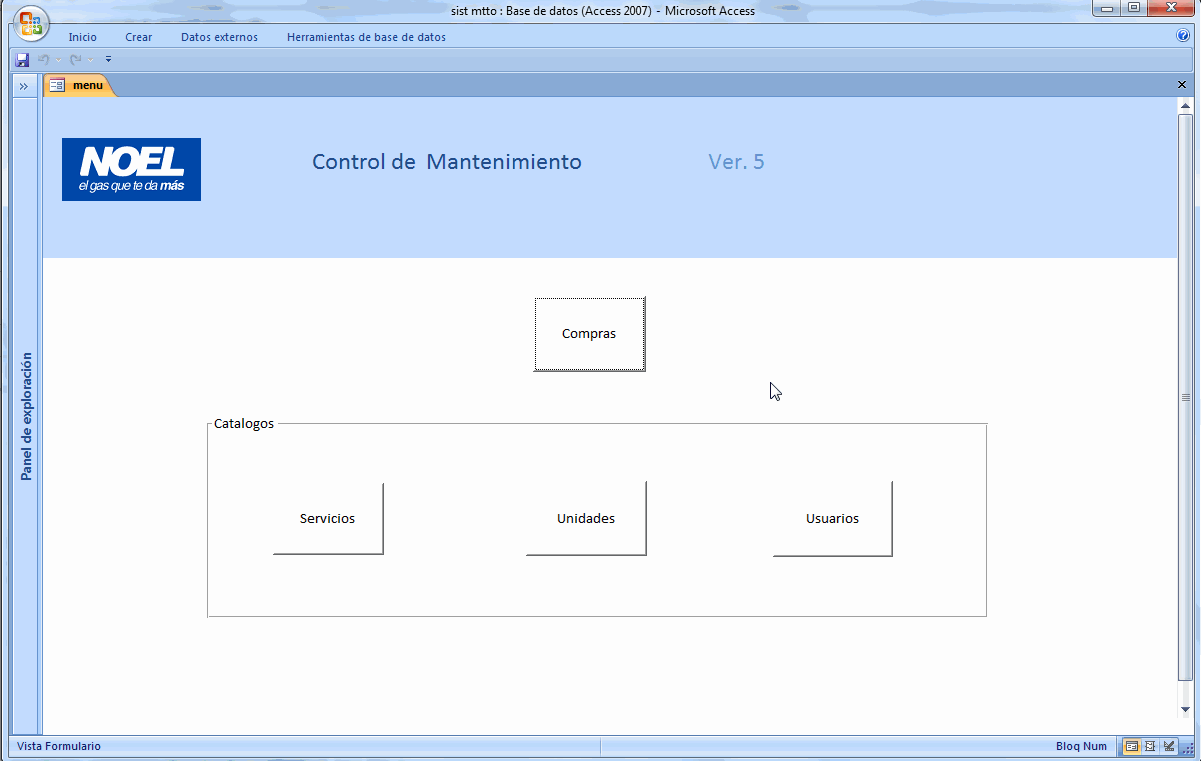 sist mtto : Base de datos (Access 2007) - Microsoft Access
Inicio Crear Datos externos Herramientas de base de datos
menu
NOEL
el gas que te da más
Control de Mantenimiento Ver. 5
Panel de exploración
Compras
Catalogos
Servicios Unidades Usuarios
Vista Formulario Bloq Num